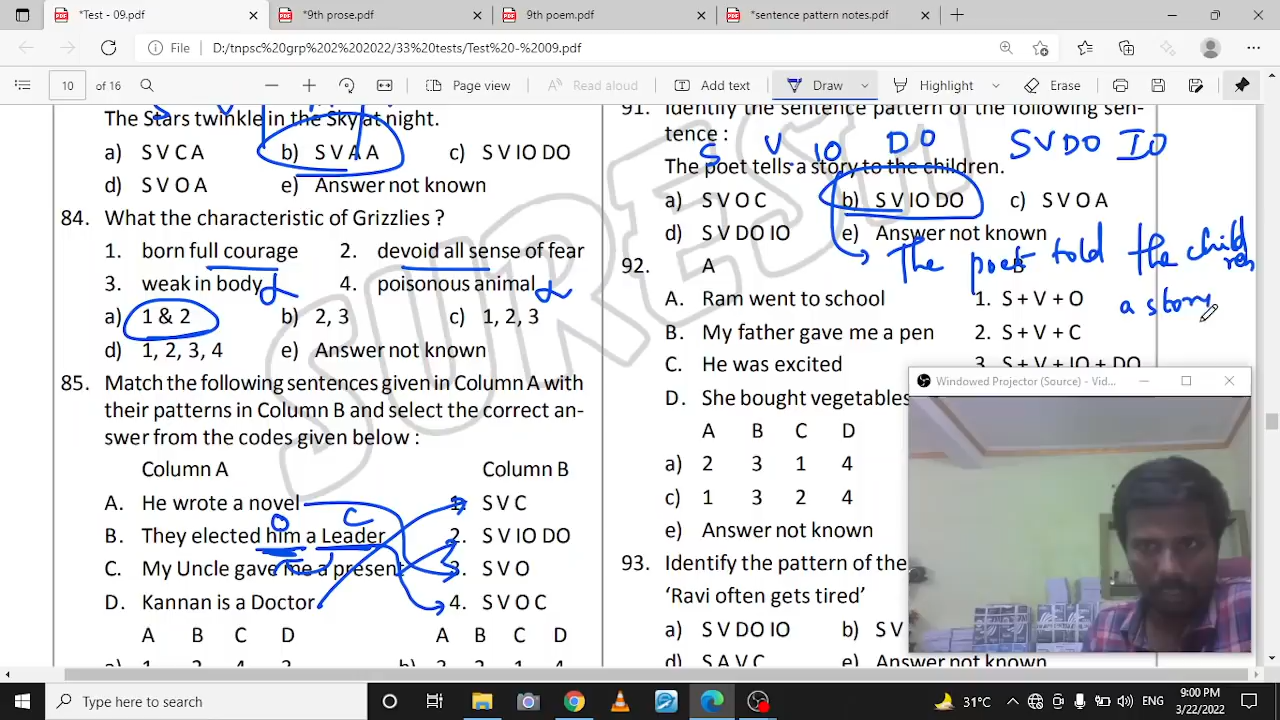 *Test - 09.pdf
*9th prose.pdf
9th poem.pdf
*sentence pattern notes.pdf
File
D:/tnpsc%20grp%202%202022/33%20tests/Test%20-%2009.pdf
10 of 16
Page view
Read aloud
Add text
Draw
Highlight
Erase
The Stars twinkle in the Sky at night.
a) S V C A b) S V A A c) S V IO DO
d) S V O A e) Answer not known
84. What the characteristic of Grizzlies ?
1. born full courage 2. devoid all sense of fear
3. weak in body 4. poisonous animal
a) 1 & 2 b) 2, 3 c) 1, 2, 3
d) 1, 2, 3, 4 e) Answer not known
85. Match the following sentences given in Column A with
their patterns in Column B and select the correct an-
swer from the codes given below :
Column A Column B
A. He wrote a novel 1. S V C
O C
B. They elected him a Leader 2. S V IO DO
C. My Uncle gave me a present 3. S V O
D. Kannan is a Doctor 4. S V O C
A B C D A B C D
91. Identify the sentence pattern of the following sen-
tence :
S V IO DO S V DO IO
The poet tells a story to the children.
a) S V O C b) S V IO DO c) S V O A
d) S V DO IO e) Answer not known
The poet told the children
a story
92. A B
A. Ram went to school 1. S + V + O
B. My father gave me a pen 2. S + V + C
C. He was excited 3. S + V + IO + DO
D. She bought vegetables
A B C D
a) 2 3 1 4
c) 1 3 2 4
e) Answer not known
93. Identify the pattern of the
'Ravi often gets tired'
a) S V DO IO b) S V
d) S A V C e) Answer not known
SURESH
Windowed Projector (Source) - Vid...
Type here to search
31°C
ENG
9:00 PM
3/22/2022